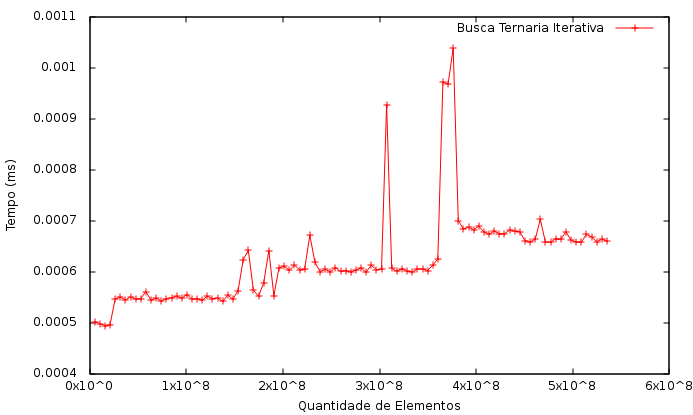 0.0011
Busca Ternaria Iterativa
0.001
0.0009
0.0008
0.0007
0.0006
0.0005
0.0004
Tempo (ms)
0x10^0 1x10^8 2x10^8 3x10^8 4x10^8 5x10^8 6x10^8
Quantidade de Elementos